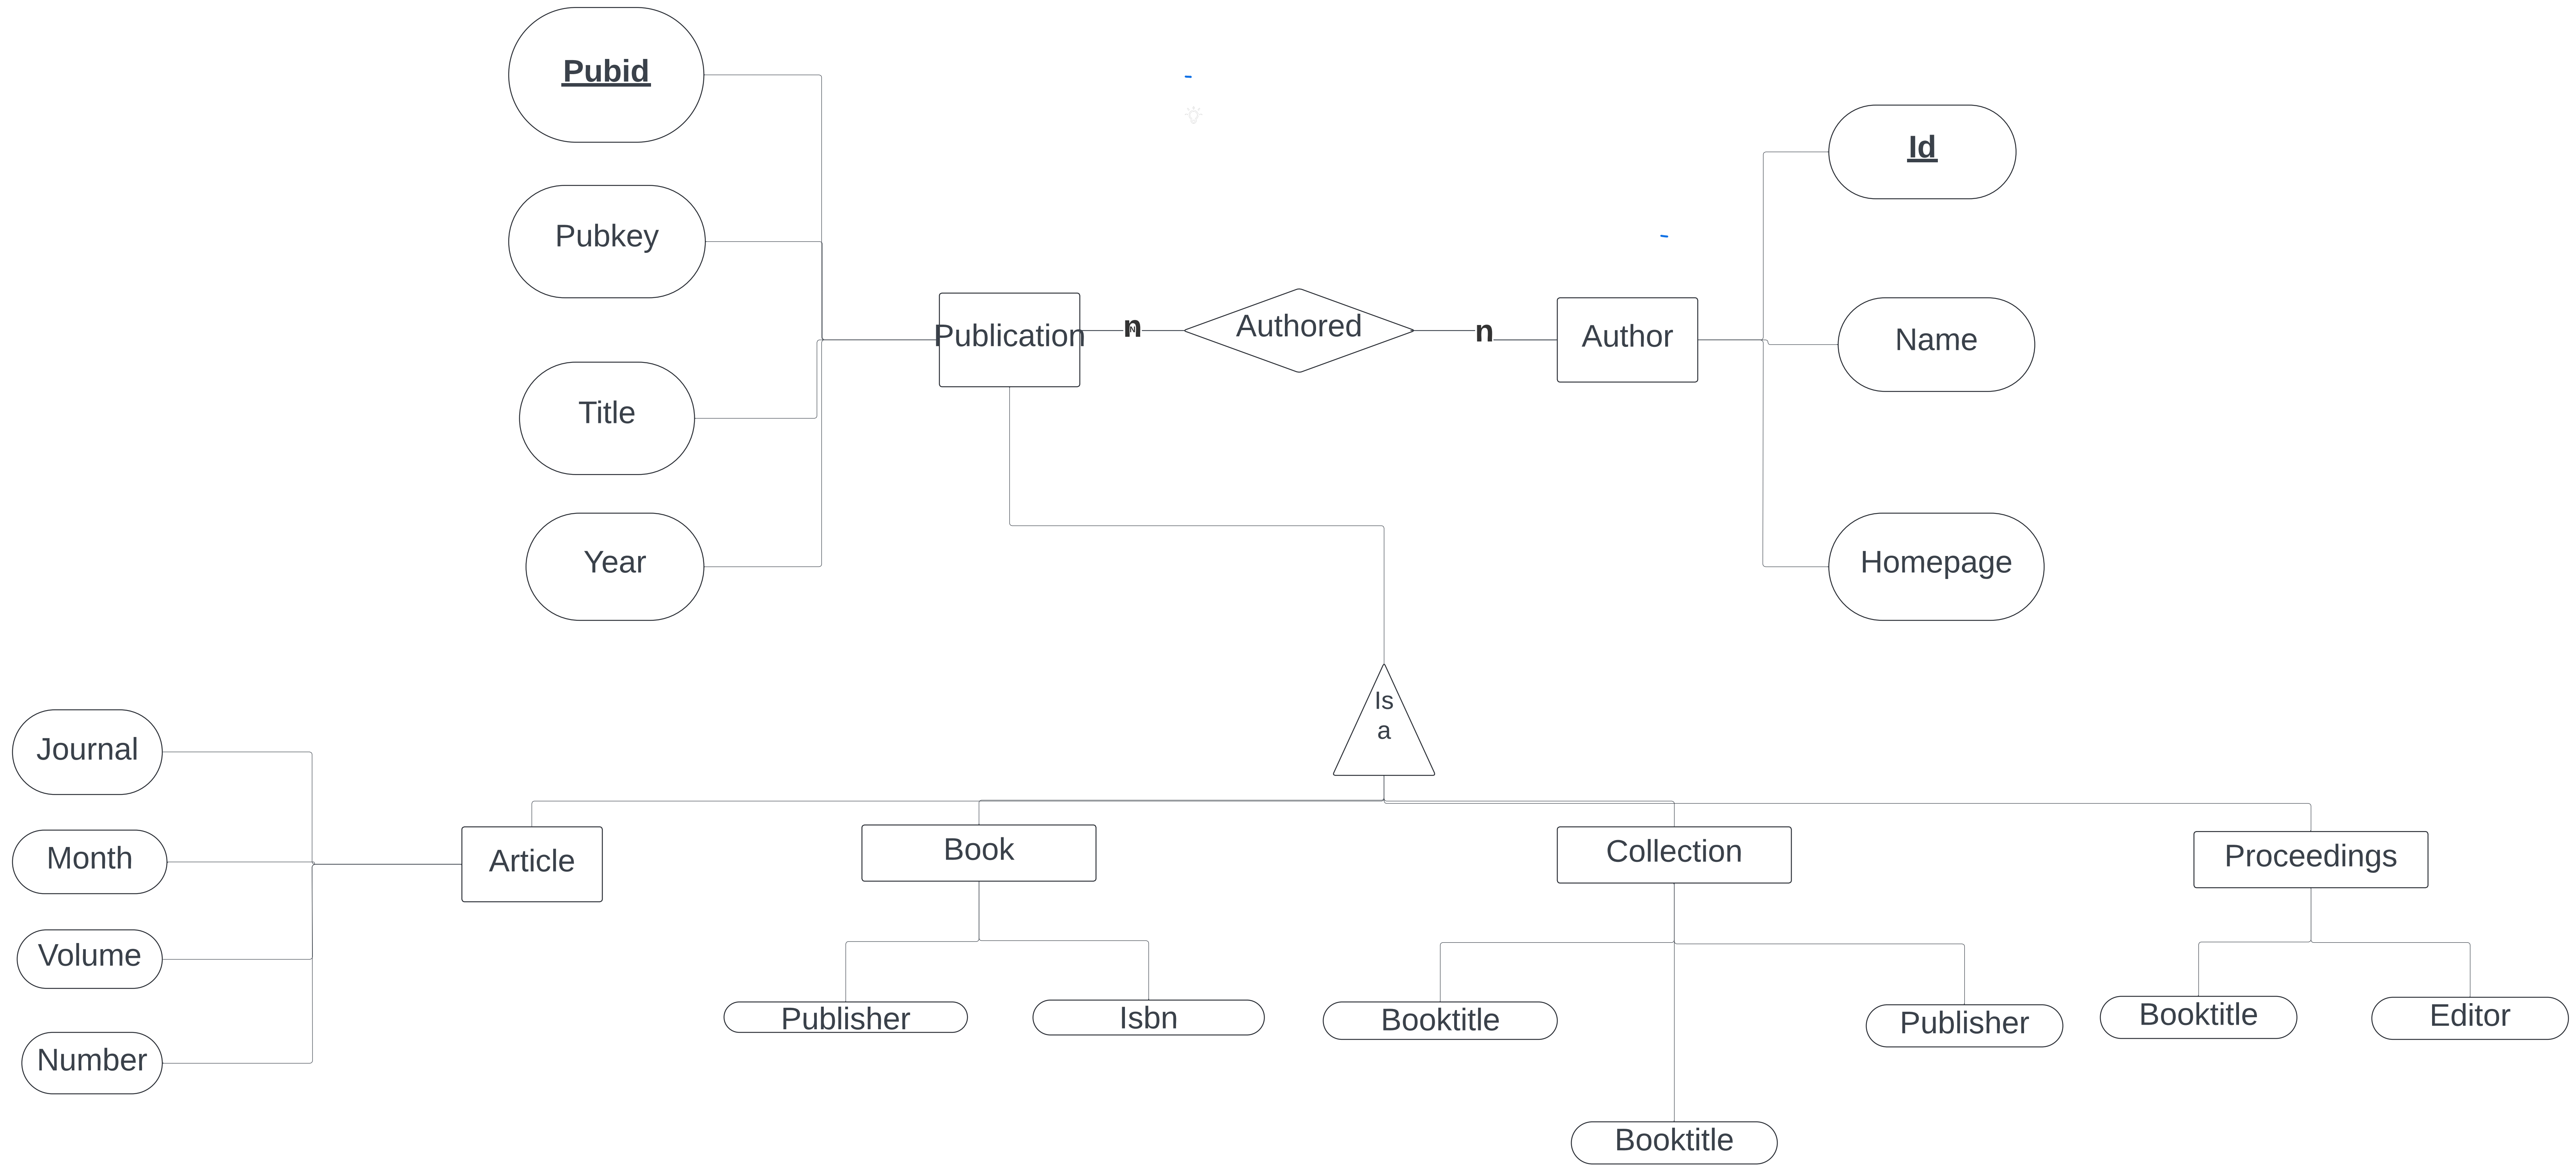 Pubid
Id
Pubkey
Publication
n
N
Authored
n
Author
Name
Title
Year
Homepage
Is
a
Journal
Month
Volume
Number
Article
Book
Collection
Proceedings
Publisher
Isbn
Booktitle
Publisher
Booktitle
Editor
Booktitle